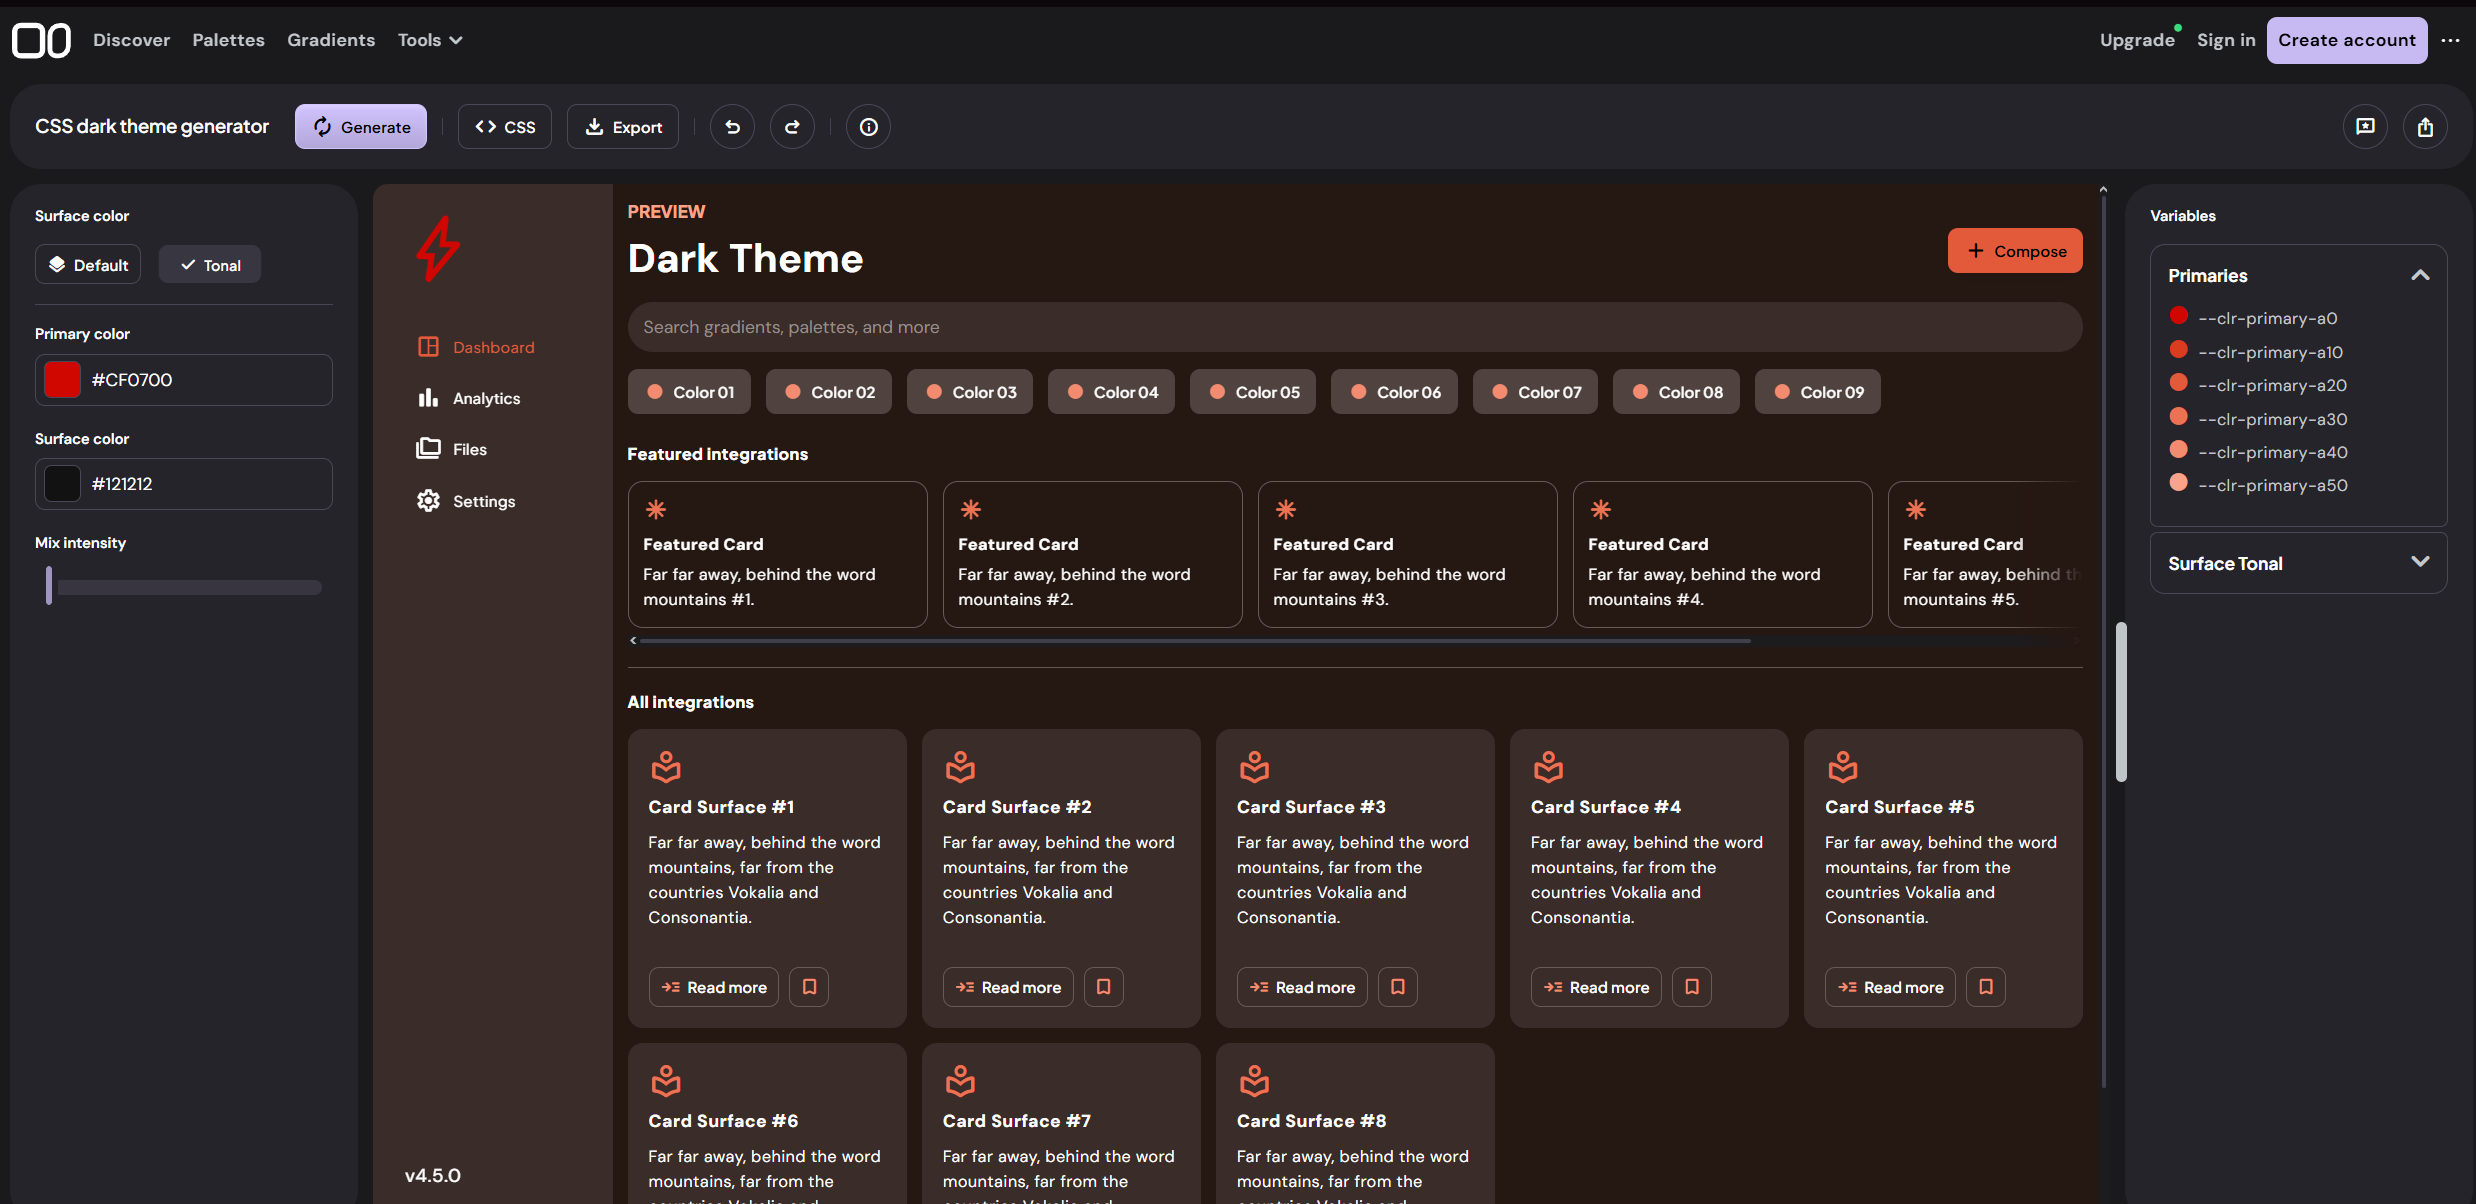 Discover Palettes Gradients Tools
Upgrade Sign in Create account
CSS dark theme generator Generate CSS Export
Surface color
Default Tonal
Primary color
#CF0700
Surface color
#121212
Mix intensity
Dashboard
Analytics
Files
Settings
v4.5.0
PREVIEW
Dark Theme
Compose
Search gradients, palettes, and more
Color 01 Color 02 Color 03 Color 04 Color 05 Color 06 Color 07 Color 08 Color 09
Featured integrations
Featured Card
Far far away, behind the word
mountains #1.
Featured Card
Far far away, behind the word
mountains #2.
Featured Card
Far far away, behind the word
mountains #3.
Featured Card
Far far away, behind the word
mountains #4.
Featured Card
Far far away, behind th
mountains #5.
All integrations
Card Surface #1
Far far away, behind the word
mountains, far from the
countries Vokalia and
Consonantia.
Read more
Card Surface #2
Far far away, behind the word
mountains, far from the
countries Vokalia and
Consonantia.
Read more
Card Surface #3
Far far away, behind the word
mountains, far from the
countries Vokalia and
Consonantia.
Read more
Card Surface #4
Far far away, behind the word
mountains, far from the
countries Vokalia and
Consonantia.
Read more
Card Surface #5
Far far away, behind the word
mountains, far from the
countries Vokalia and
Consonantia.
Read more
Card Surface #6
Far far away, behind the word
mountains, far from the
Card Surface #7
Far far away, behind the word
mountains, far from the
Card Surface #8
Far far away, behind the word
mountains, far from the
Variables
Primaries
--clr-primary-a0
--clr-primary-a10
--clr-primary-a20
--clr-primary-a30
--clr-primary-a40
--clr-primary-a50
Surface Tonal